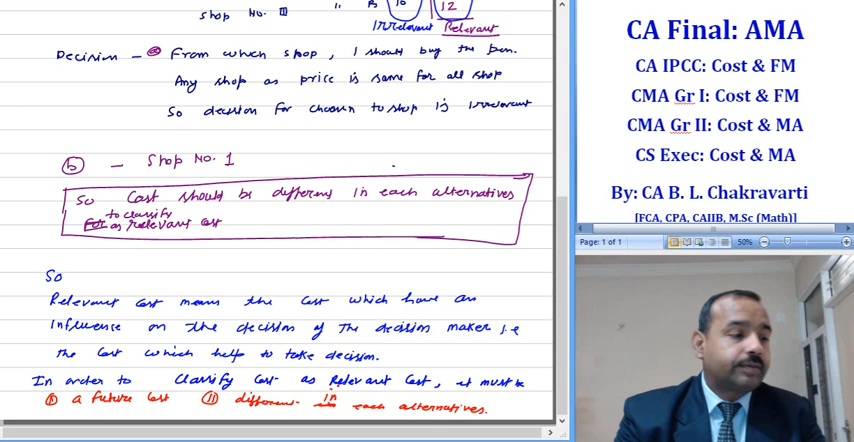 Shop No. III " Rs 10 12
Irrelevant Relevant
Decision - ⓐ From which shop, I should buy the pen.
Any shop as price is same for all shop
So decision for choosen to shop is irrelevant
ⓑ - Shop No. 1
So Cost should be different in each alternatives
to classify
as relevant cost
So
Relevant cost means the cost which have an
influence on the decision of the decision maker i.e
the cost which help to take decision.
In order to classify cost as Relevant cost, it must be
(i) a future cost (ii) different in each alternatives.
CA Final: AMA
CA IPCC: Cost & FM
CMA Gr I: Cost & FM
CMA Gr II: Cost & MA
CS Exec: Cost & MA
By: CA B. L. Chakravarti
[FCA, CPA, CAIIB, M.Sc (Math)]
Page: 1 of 1 50%